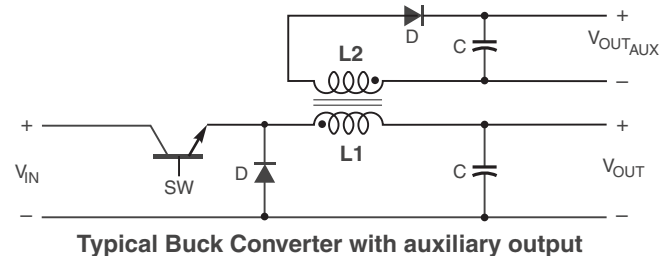 +
D
C
V_OUT_AUX
L2
−
+
+
L1
V_IN
SW
D
C
V_OUT
−
−
Typical Buck Converter with auxiliary output